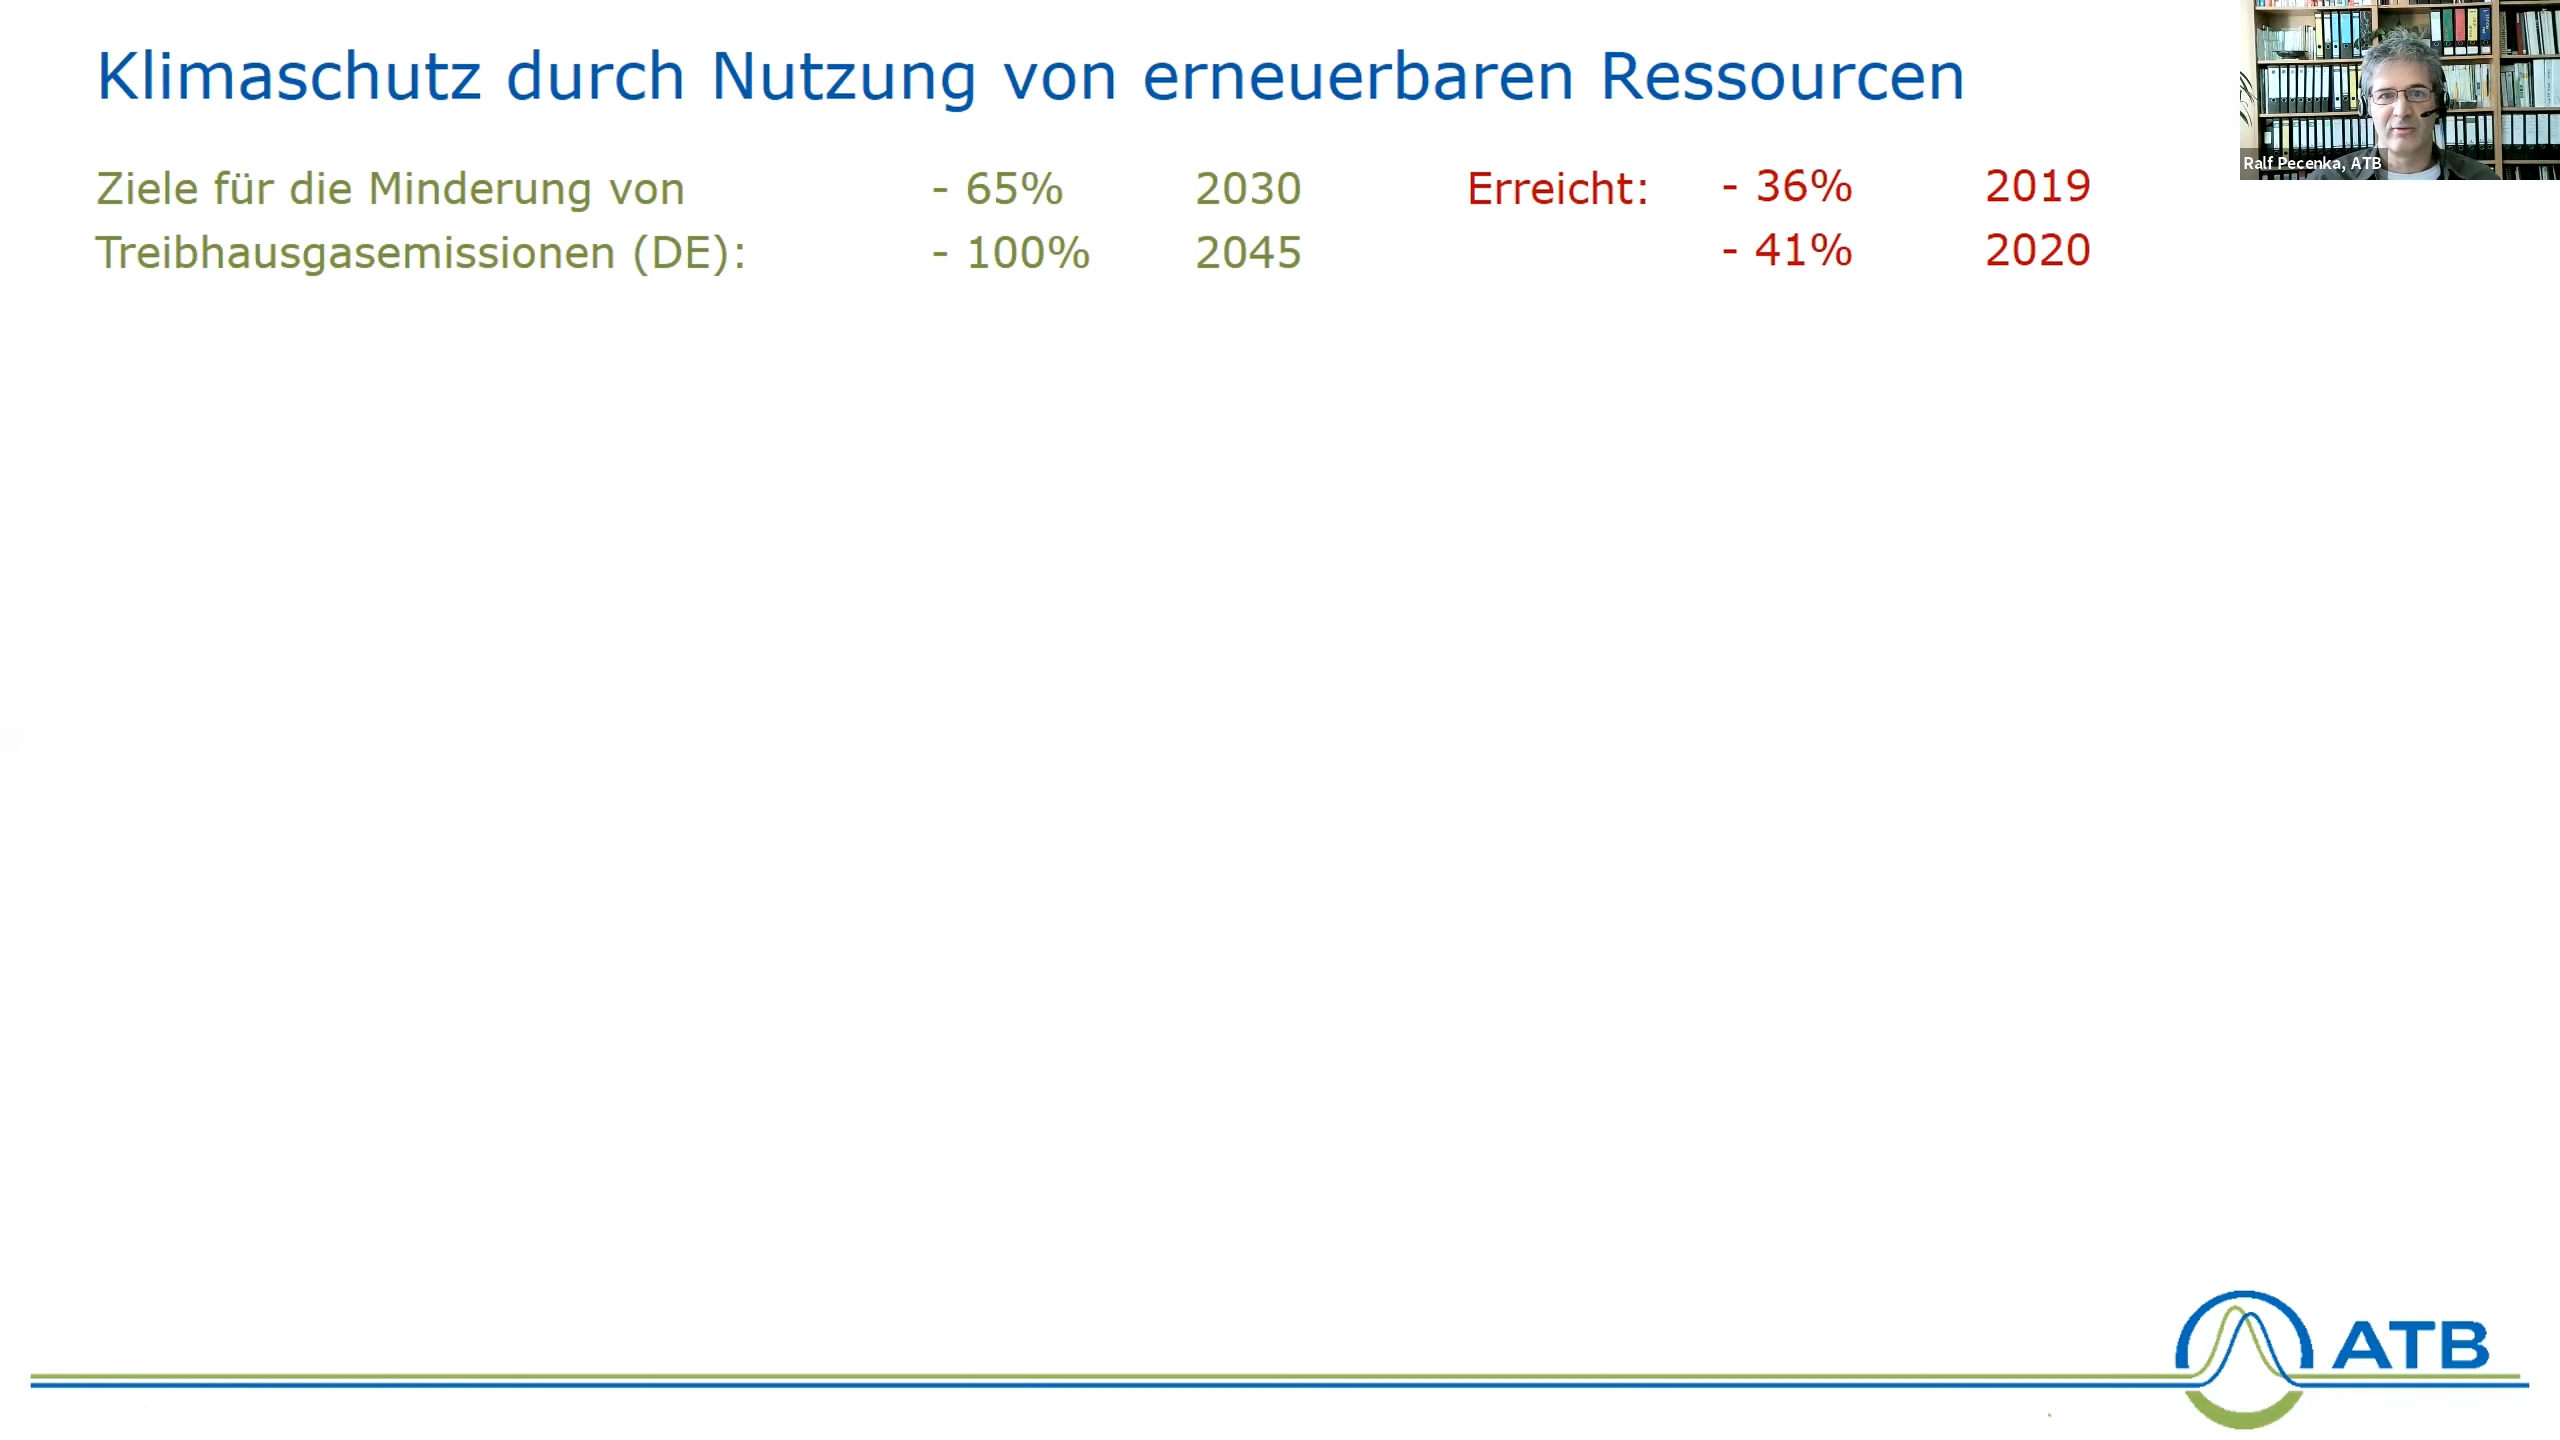 Klimaschutz durch Nutzung von erneuerbaren Ressourcen
Ralf Pecenka, ATB
Ziele für die Minderung von - 65% 2030 Erreicht: - 36% 2019
Treibhausgasemissionen (DE): - 100% 2045 - 41% 2020
ATB